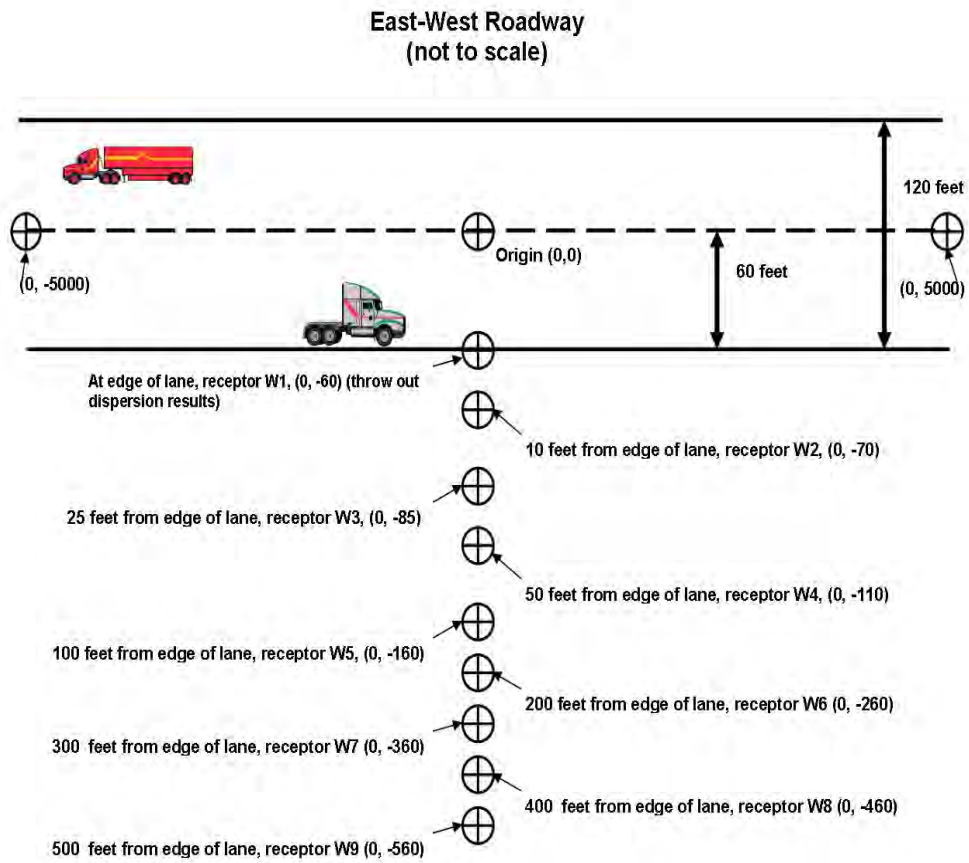 East-West Roadway
(not to scale)
120 feet
Origin (0,0)
60 feet
(0, -5000)
(0, 5000)
At edge of lane, receptor W1, (0, -60) (throw out
dispersion results)
10 feet from edge of lane, receptor W2, (0, -70)
25 feet from edge of lane, receptor W3, (0, -85)
50 feet from edge of lane, receptor W4, (0, -110)
100 feet from edge of lane, receptor W5, (0, -160)
200 feet from edge of lane, receptor W6 (0, -260)
300 feet from edge of lane, receptor W7 (0, -360)
400 feet from edge of lane, receptor W8 (0, -460)
500 feet from edge of lane, receptor W9 (0, -560)